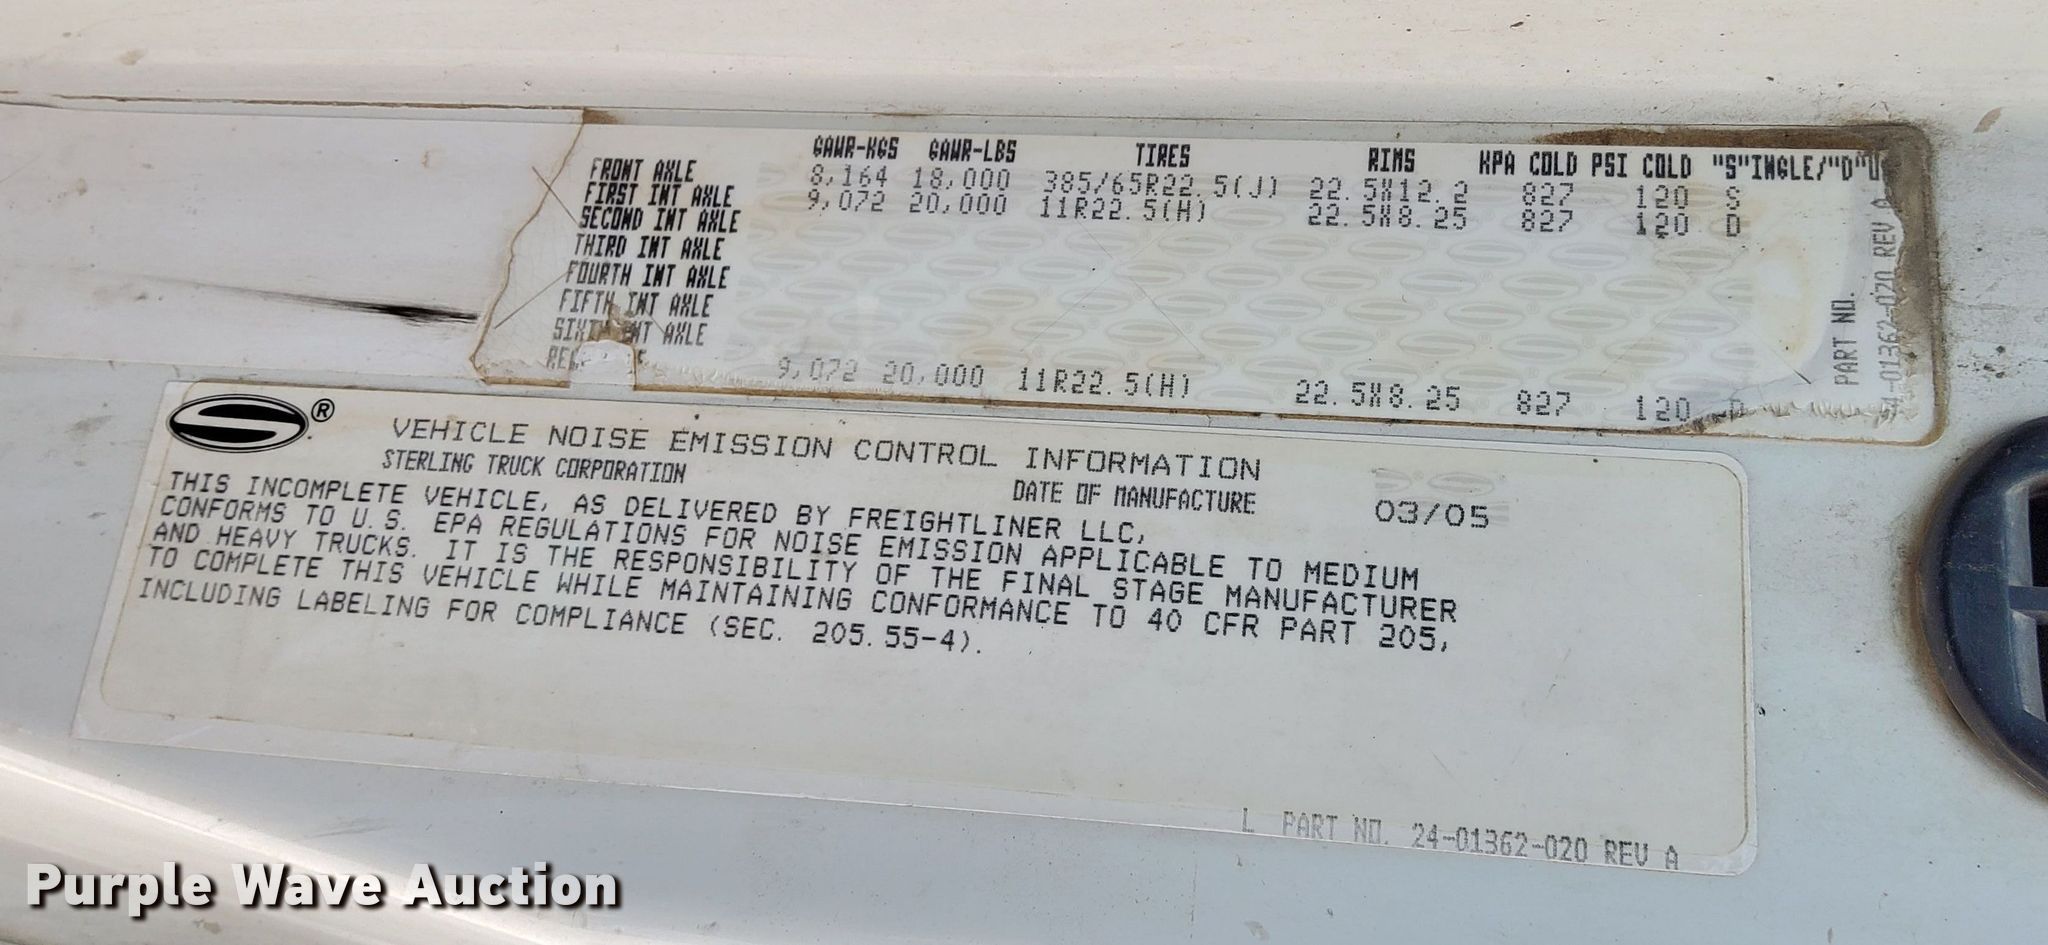 GAWR-KGS GAWR-LBS TIRES RIMS KPA COLD PSI COLD "S"INGLE/"D"U
FRONT AXLE 8,164 18,000 385/65R22.5(J) 22.5X12.2 827 120 S
FIRST INT AXLE 9,072 20,000 11R22.5(H) 22.5X8.25 827 120 D
SECOND INT AXLE
THIRD INT AXLE
FOURTH INT AXLE
FIFTH INT AXLE
SIXTH INT AXLE
9,072 20,000 11R22.5(H) 22.5X8.25 827 120 D
PART NO.
24-01362-020 REV A
S®
VEHICLE NOISE EMISSION CONTROL INFORMATION
STERLING TRUCK CORPORATION DATE OF MANUFACTURE 03/05
THIS INCOMPLETE VEHICLE, AS DELIVERED BY FREIGHTLINER LLC,
CONFORMS TO U.S. EPA REGULATIONS FOR NOISE EMISSION APPLICABLE TO MEDIUM
AND HEAVY TRUCKS. IT IS THE RESPONSIBILITY OF THE FINAL STAGE MANUFACTURER
TO COMPLETE THIS VEHICLE WHILE MAINTAINING CONFORMANCE TO 40 CFR PART 205,
INCLUDING LABELING FOR COMPLIANCE (SEC. 205.55-4).
L PART NO. 24-01362-020 REV A
Purple Wave Auction